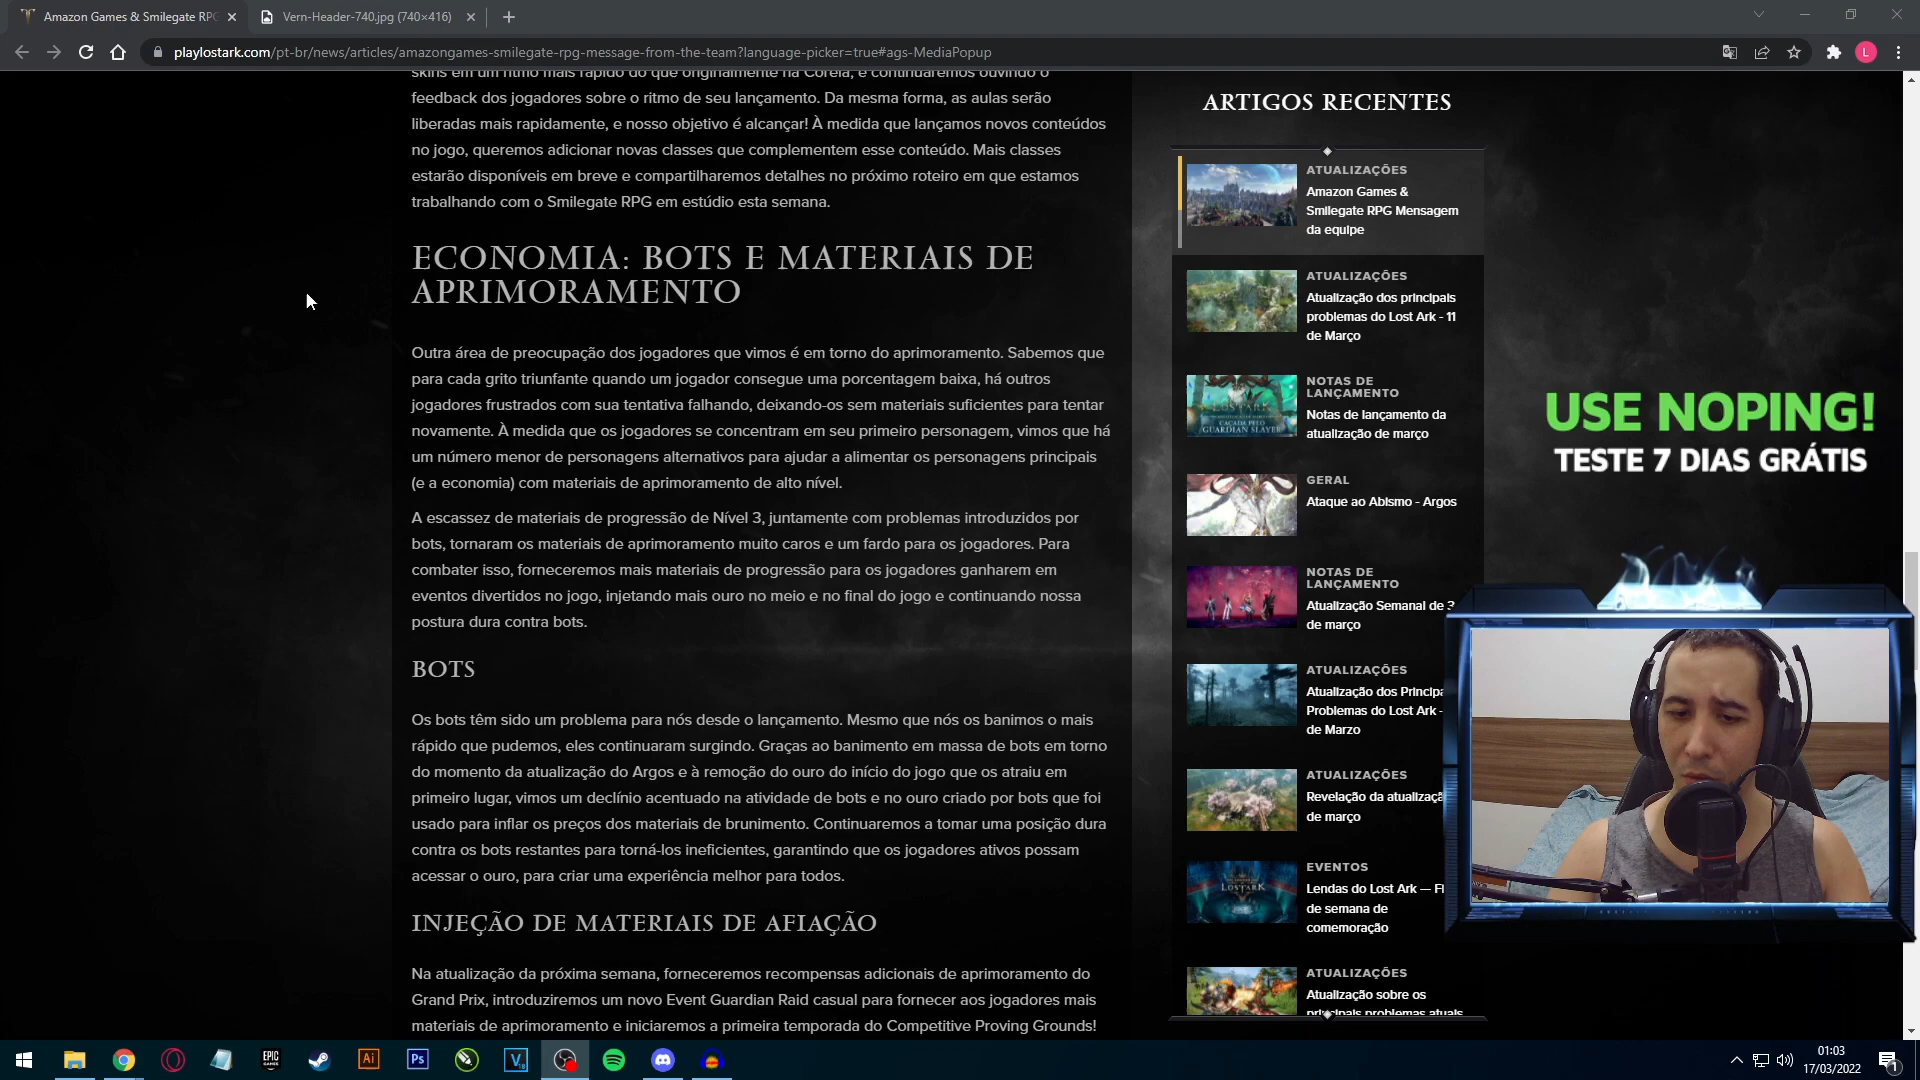 Amazon Games & Smilegate RPG
Vern-Header-740.jpg (740×416)
playlostark.com/pt-br/news/articles/amazongames-smilegate-rpg-message-from-the-team?language-picker=true#ags-MediaPopup
L
skins em um ritmo mais rápido do que originalmente na Coreia, e continuaremos ouvindo o
feedback dos jogadores sobre o ritmo de seu lançamento. Da mesma forma, as aulas serão
liberadas mais rapidamente, e nosso objetivo é alcançar! À medida que lançamos novos conteúdos
no jogo, queremos adicionar novas classes que complementem esse conteúdo. Mais classes
estarão disponíveis em breve e compartilharemos detalhes no próximo roteiro em que estamos
trabalhando com o Smilegate RPG em estúdio esta semana.
ECONOMIA: BOTS E MATERIAIS DE
APRIMORAMENTO
Outra área de preocupação dos jogadores que vimos é em torno do aprimoramento. Sabemos que
para cada grito triunfante quando um jogador consegue uma porcentagem baixa, há outros
jogadores frustrados com sua tentativa falhando, deixando-os sem materiais suficientes para tentar
novamente. À medida que os jogadores se concentram em seu primeiro personagem, vimos que há
um número menor de personagens alternativos para ajudar a alimentar os personagens principais
(e a economia) com materiais de aprimoramento de alto nível.
A escassez de materiais de progressão de Nível 3, juntamente com problemas introduzidos por
bots, tornaram os materiais de aprimoramento muito caros e um fardo para os jogadores. Para
combater isso, forneceremos mais materiais de progressão para os jogadores ganharem em
eventos divertidos no jogo, injetando mais ouro no meio e no final do jogo e continuando nossa
postura dura contra bots.
BOTS
Os bots têm sido um problema para nós desde o lançamento. Mesmo que nós os banimos o mais
rápido que pudemos, eles continuaram surgindo. Graças ao banimento em massa de bots em torno
do momento da atualização do Argos e à remoção do ouro do início do jogo que os atraiu em
primeiro lugar, vimos um declínio acentuado na atividade de bots e no ouro criado por bots que foi
usado para inflar os preços dos materiais de brunimento. Continuaremos a tomar uma posição dura
contra os bots restantes para torná-los ineficientes, garantindo que os jogadores ativos possam
acessar o ouro, para criar uma experiência melhor para todos.
INJEÇÃO DE MATERIAIS DE AFIAÇÃO
Na atualização da próxima semana, forneceremos recompensas adicionais de aprimoramento do
Grand Prix, introduziremos um novo Event Guardian Raid casual para fornecer aos jogadores mais
materiais de aprimoramento e iniciaremos a primeira temporada do Competitive Proving Grounds!
ARTIGOS RECENTES
ATUALIZAÇÕES
Amazon Games &
Smilegate RPG Mensagem
da equipe
ATUALIZAÇÕES
Atualização dos principais
problemas do Lost Ark - 11
de Março
LOST ARK
CAÇADA PELO
GUARDIAN SLAYER
NOTAS DE
LANÇAMENTO
Notas de lançamento da
atualização de março
GERAL
Ataque ao Abismo - Argos
NOTAS DE
LANÇAMENTO
Atualização Semanal de 3
de março
ATUALIZAÇÕES
Atualização dos Principa
Problemas do Lost Ark -
de Marzo
ATUALIZAÇÕES
Revelação da atualizaçã
de março
LOST ARK
EVENTOS
Lendas do Lost Ark — FI
de semana de
comemoração
ATUALIZAÇÕES
Atualização sobre os
principais problemas atuais
USE NOPING!
TESTE 7 DIAS GRÁTIS
EPIC
GAMES
Ai
Ps
V
01:03
17/03/2022
1